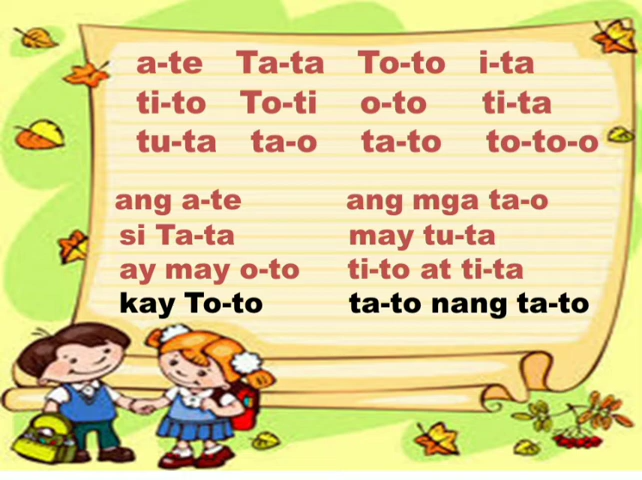 a-te Ta-ta To-to i-ta
ti-to To-ti o-to ti-ta
tu-ta ta-o ta-to to-to-o
ang a-te ang mga ta-o
si Ta-ta may tu-ta
ay may o-to ti-to at ti-ta
kay To-to ta-to nang ta-to